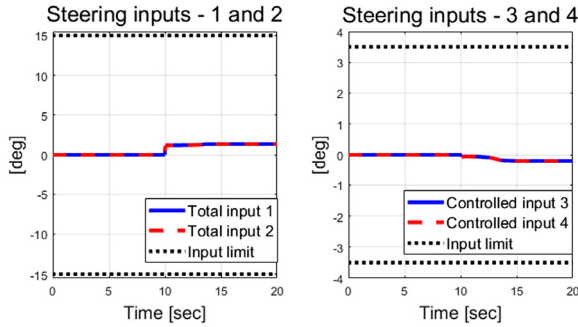 Steering inputs - 1 and 2
15
10
5
0
-5
-10
-15
[deg]
0
5
10
15
20
Time [sec]
Total input 1
Total input 2
Input limit
Steering inputs - 3 and 4
4
3
2
1
0
-1
-2
-3
-4
[deg]
0
5
10
15
20
Time [sec]
Controlled input 3
Controlled input 4
Input limit